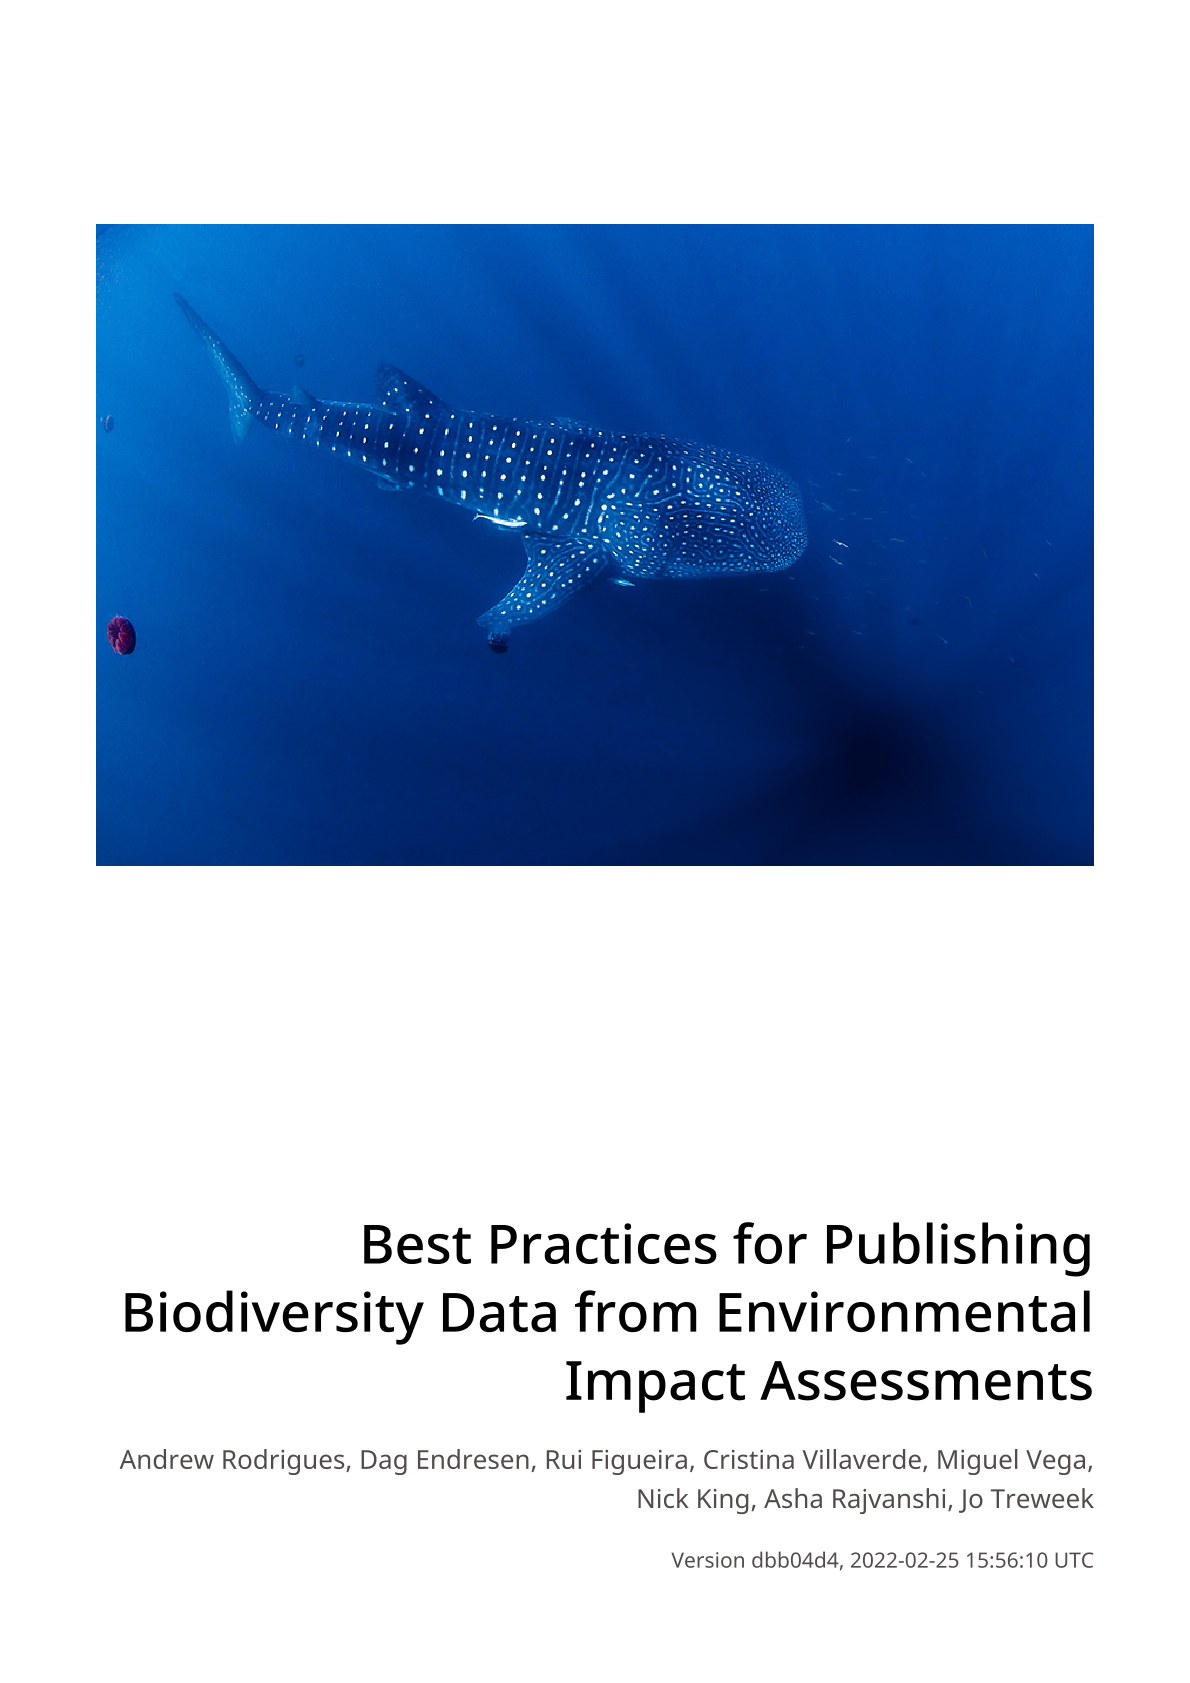 Best Practices for Publishing
Biodiversity Data from Environmental
Impact Assessments
Andrew Rodrigues, Dag Endresen, Rui Figueira, Cristina Villaverde, Miguel Vega,
Nick King, Asha Rajvanshi, Jo Treweek
Version dbb04d4, 2022-02-25 15:56:10 UTC